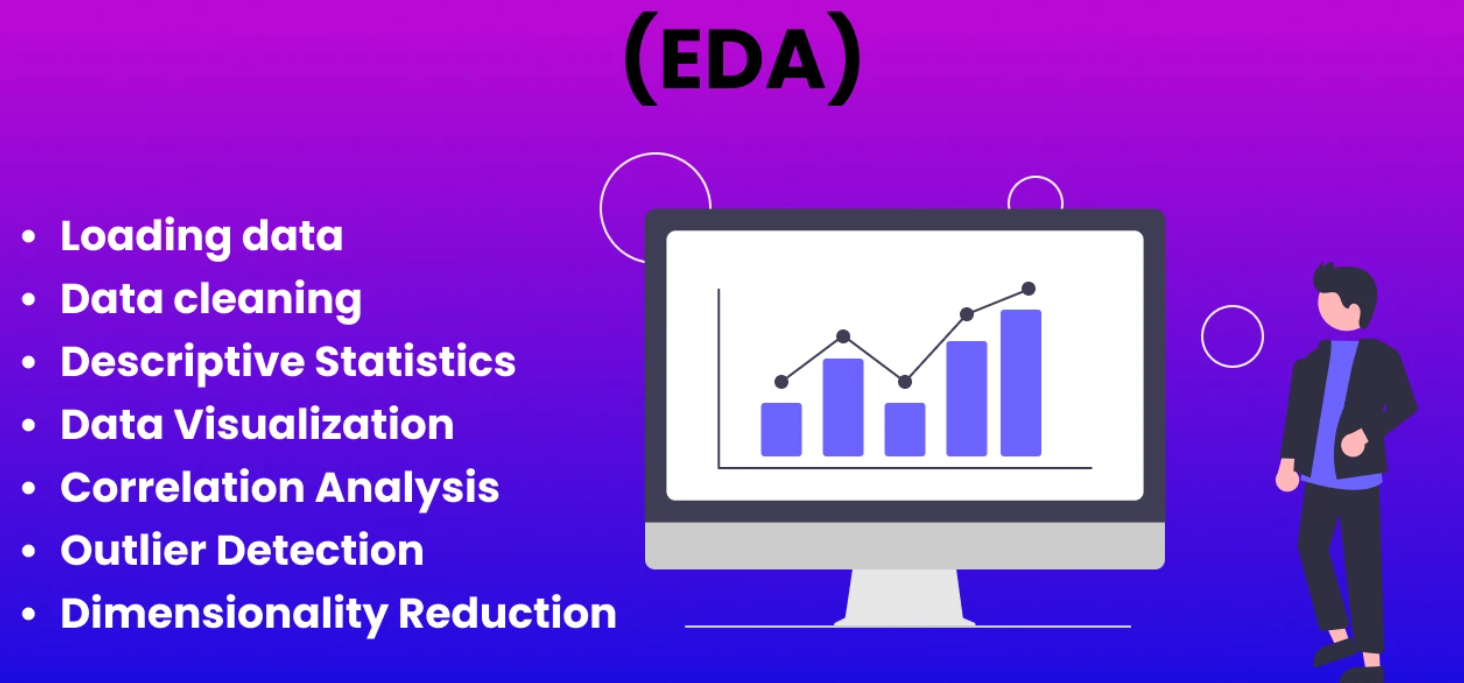 (EDA)
• Loading data
• Data cleaning
• Descriptive Statistics
• Data Visualization
• Correlation Analysis
• Outlier Detection
• Dimensionality Reduction